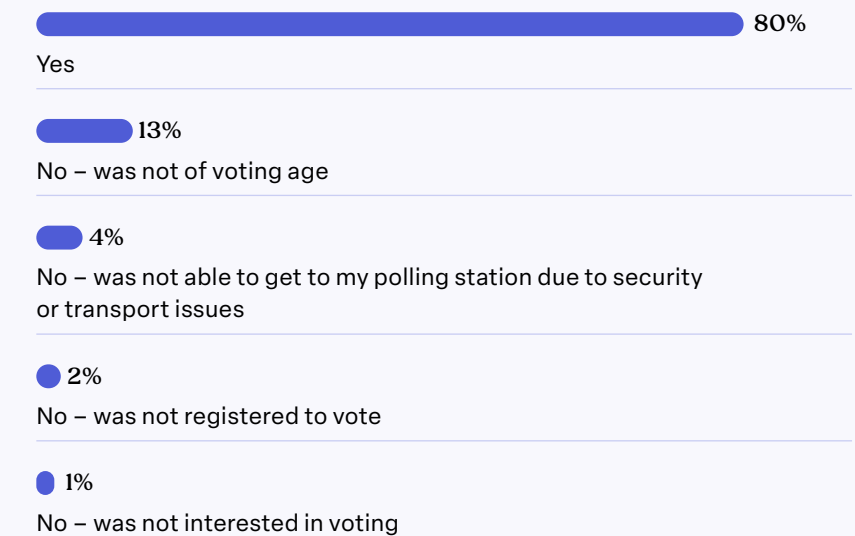 80%
Yes
13%
No – was not of voting age
4%
No – was not able to get to my polling station due to security
or transport issues
2%
No – was not registered to vote
1%
No – was not interested in voting